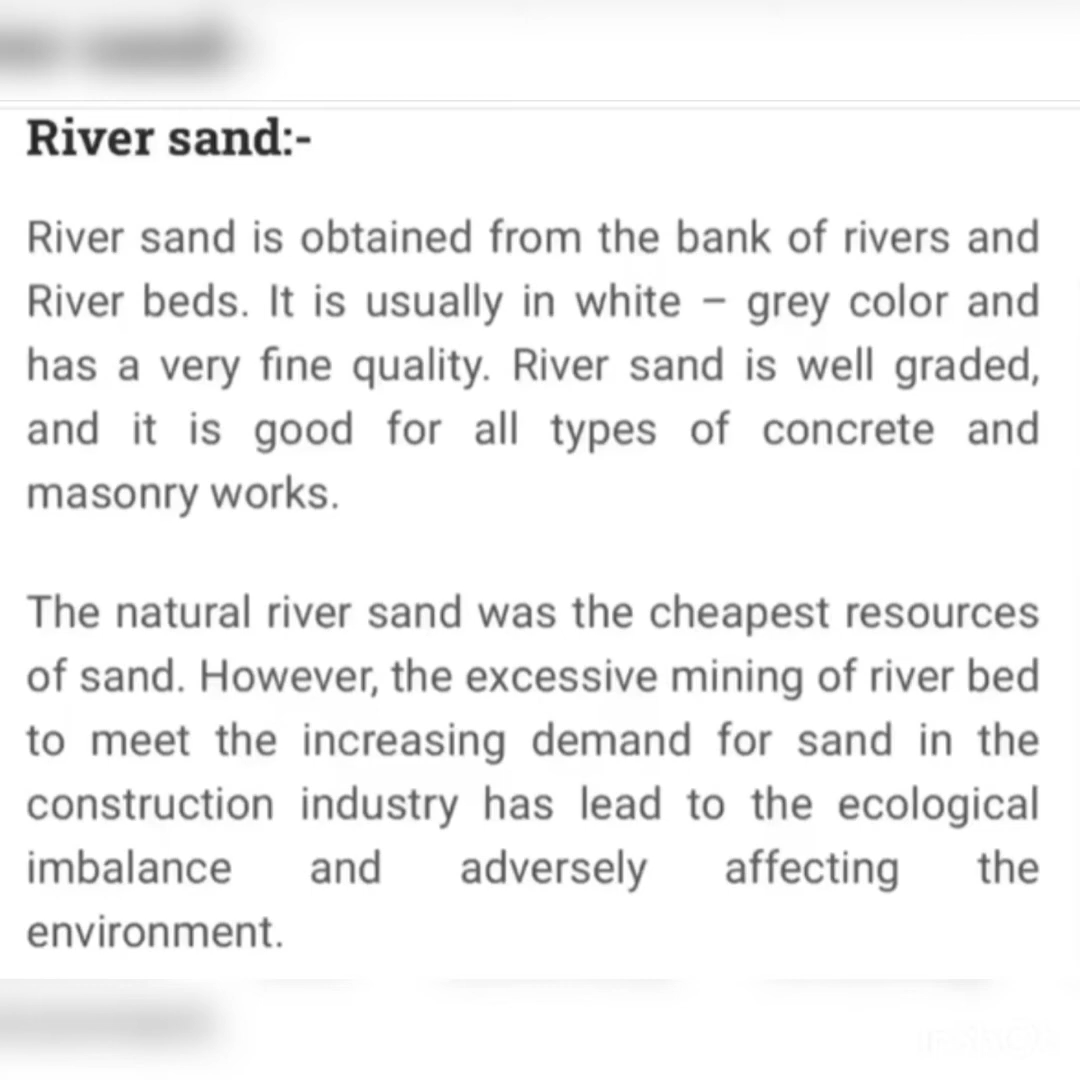 River sand:-
River sand is obtained from the bank of rivers and
River beds. It is usually in white – grey color and
has a very fine quality. River sand is well graded,
and it is good for all types of concrete and
masonry works.
The natural river sand was the cheapest resources
of sand. However, the excessive mining of river bed
to meet the increasing demand for sand in the
construction industry has lead to the ecological
imbalance and adversely affecting the
environment.